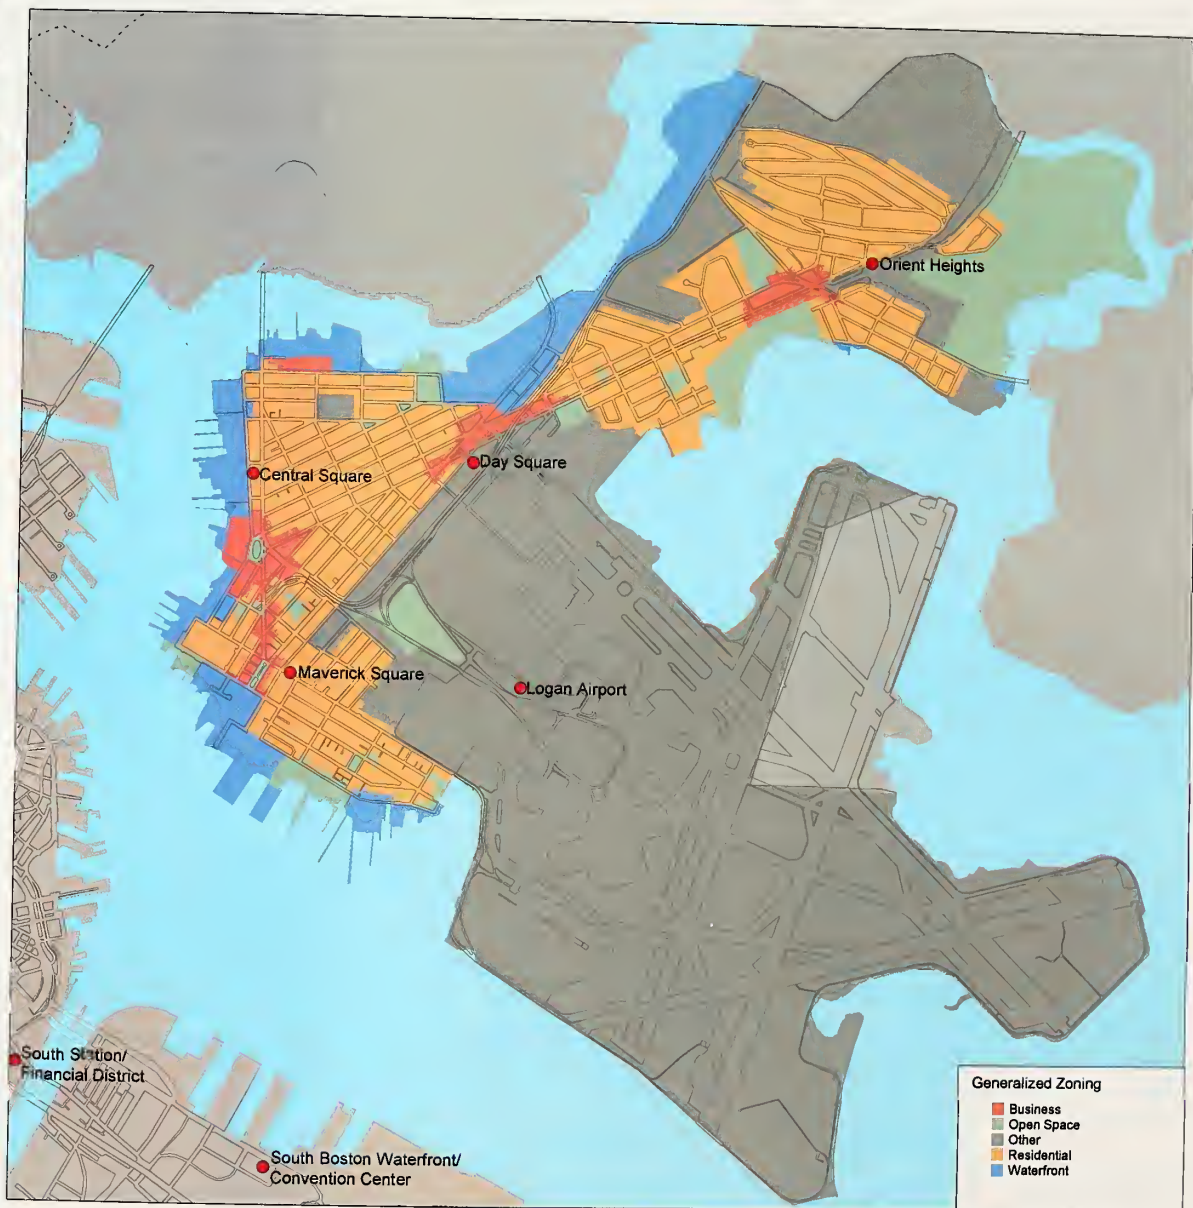 Orient Heights
Day Square
Central Square
Maverick Square
Logan Airport
South Station/
Financial District
South Boston Waterfront/
Convention Center
Generalized Zoning
Business
Open Space
Other
Residential
Waterfront